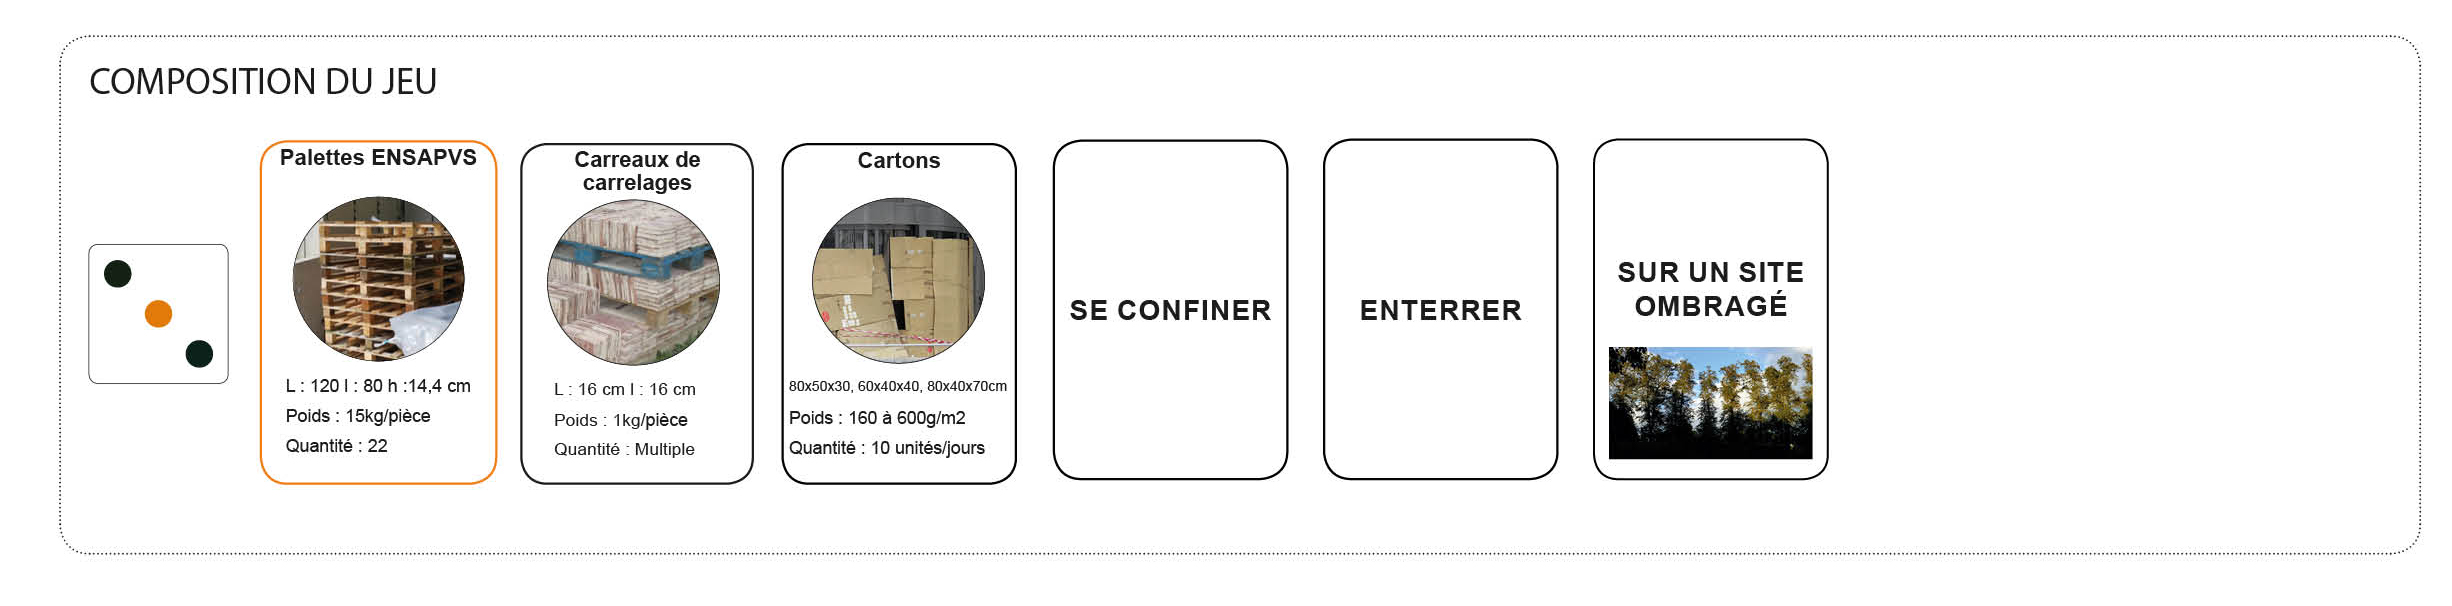 COMPOSITION DU JEU
Palettes ENSAPVS
L : 120 l : 80 h :14,4 cm
Poids : 15kg/pièce
Quantité : 22
Carreaux de
carrelages
L : 16 cm l : 16 cm
Poids : 1kg/pièce
Quantité : Multiple
Cartons
80x50x30, 60x40x40, 80x40x70cm
Poids : 160 à 600g/m2
Quantité : 10 unités/jours
SE CONFINER
ENTERRER
SUR UN SITE
OMBRAGÉ